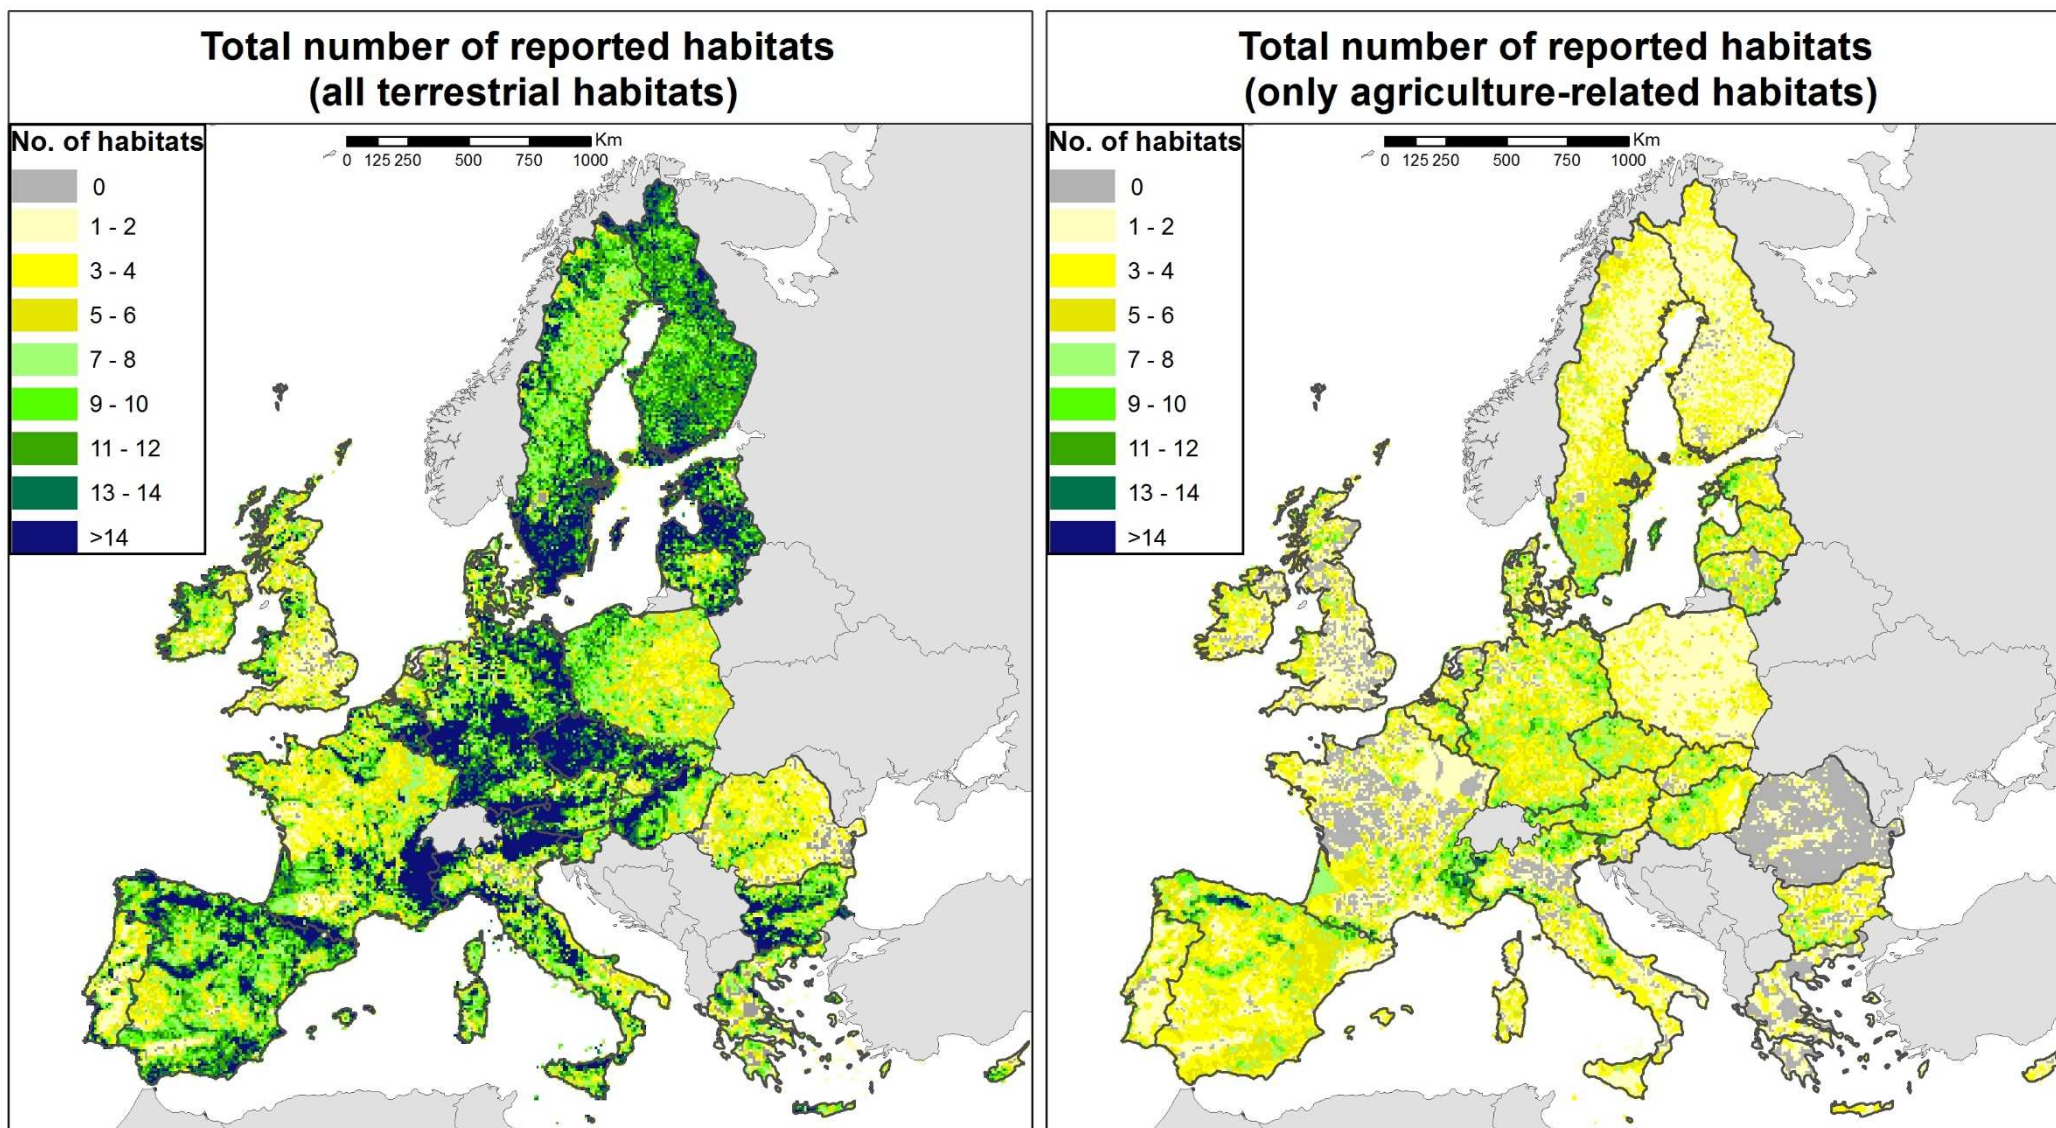 Total number of reported habitats
(all terrestrial habitats)
No. of habitats
0
1 - 2
3 - 4
5 - 6
7 - 8
9 - 10
11 - 12
13 - 14
>14
Km
0 125 250 500 750 1000
Total number of reported habitats
(only agriculture-related habitats)
No. of habitats
0
1 - 2
3 - 4
5 - 6
7 - 8
9 - 10
11 - 12
13 - 14
>14
Km
0 125 250 500 750 1000